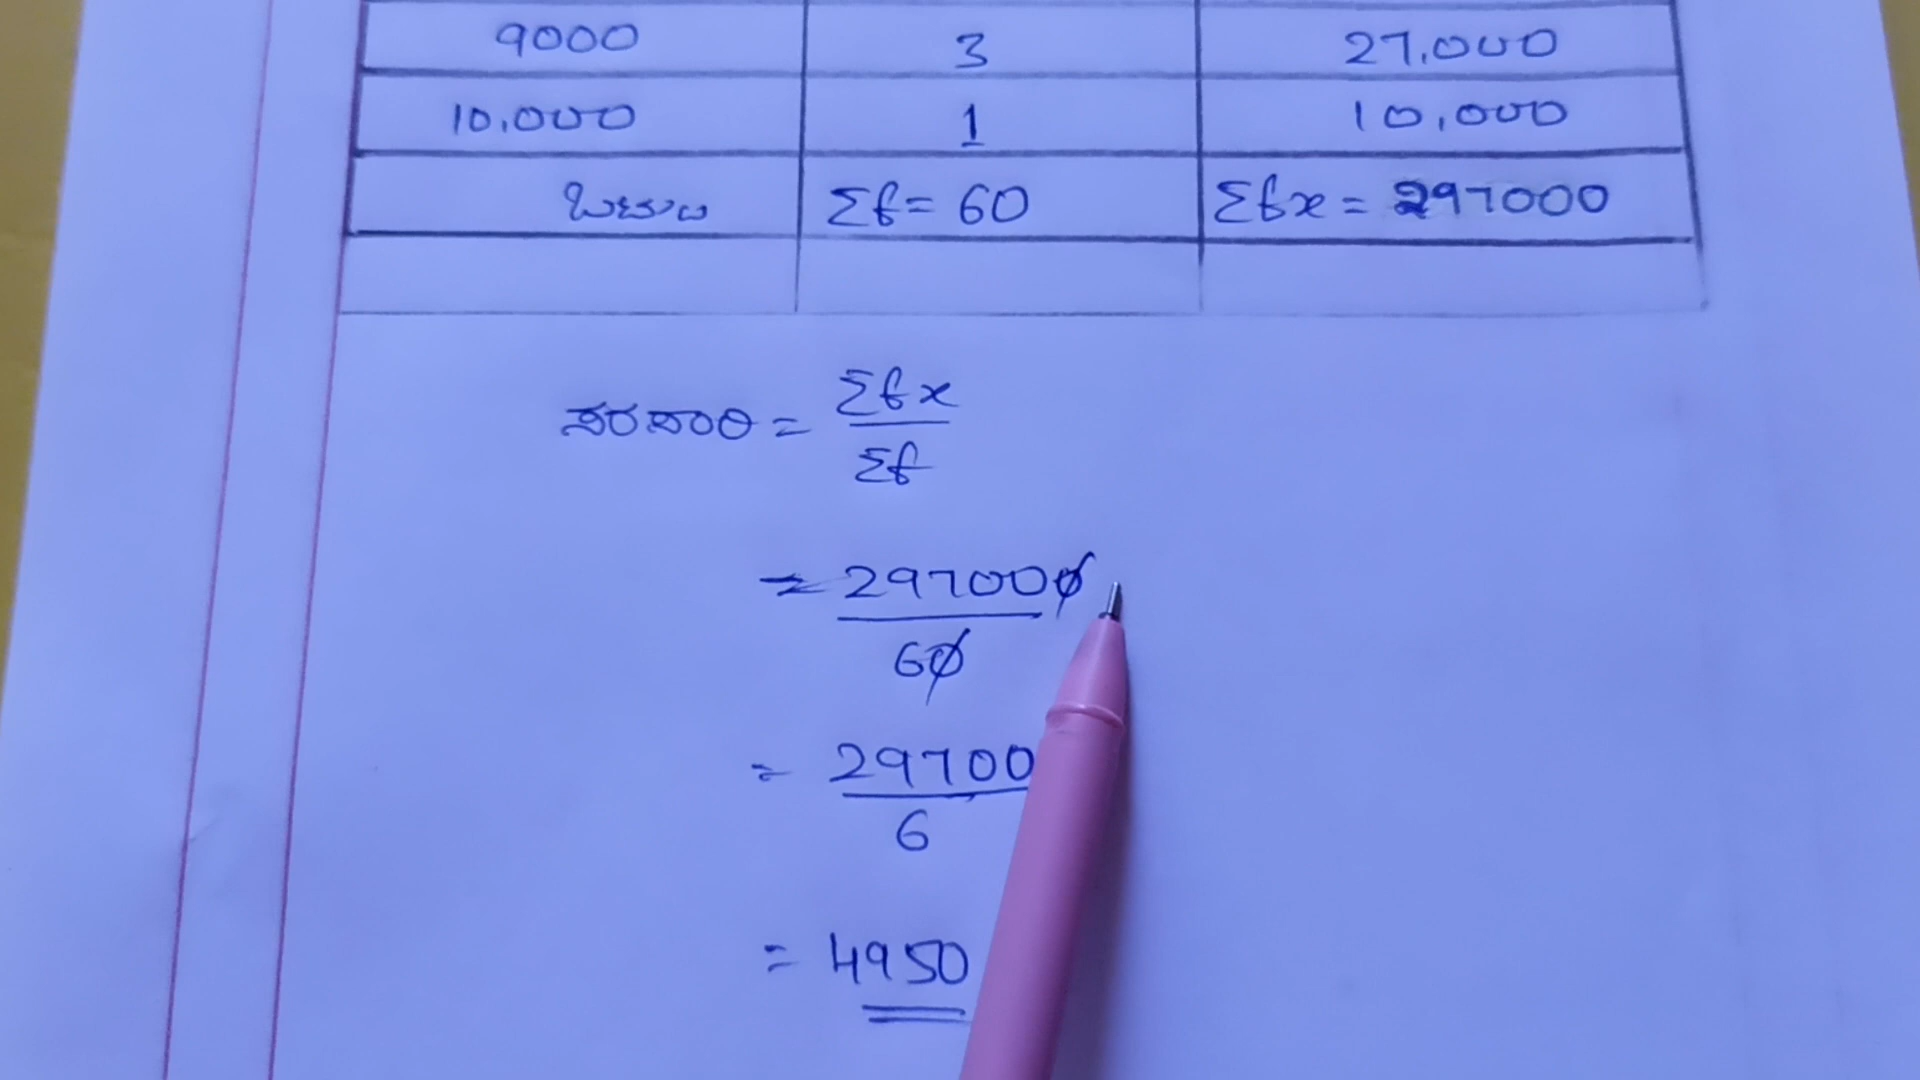 9000 3 27,000
10,000 1 10,000
ಒಟ್ಟು Σf = 60 Σfx = 297000
ಸರಾಸರಿ = Σfx
Σf
= 297000
60
= 29700
6
= 4950